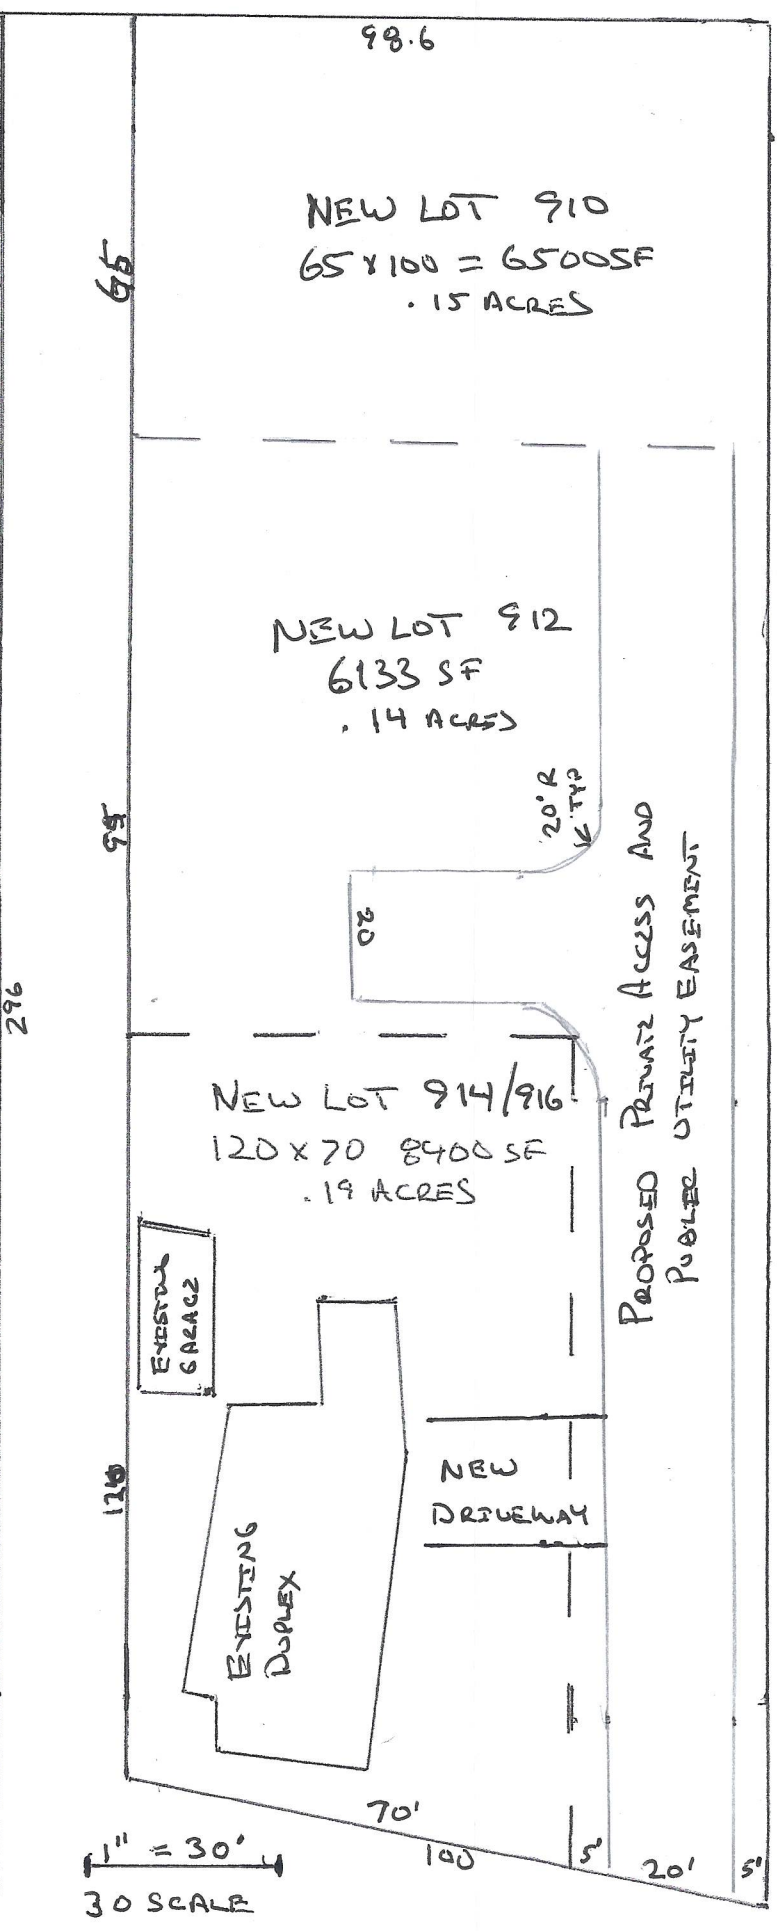 98.6
NEW LOT 910
65 X 100 = 6500SF
.15 ACRES
65
NEW LOT 912
6133 SF
.14 ACRES
20' R
TYP
95
20
296
PROPOSED PRIVATE ACCESS AND
PUBLIC UTILITY EASEMENT
NEW LOT 914/916
120 X 70 8400 SF
.19 ACRES
EXISTING
GARAGE
120
NEW
DRIVEWAY
EXISTING
DUPLEX
70'
100
5'
20'
5'
1" = 30'
30 SCALE